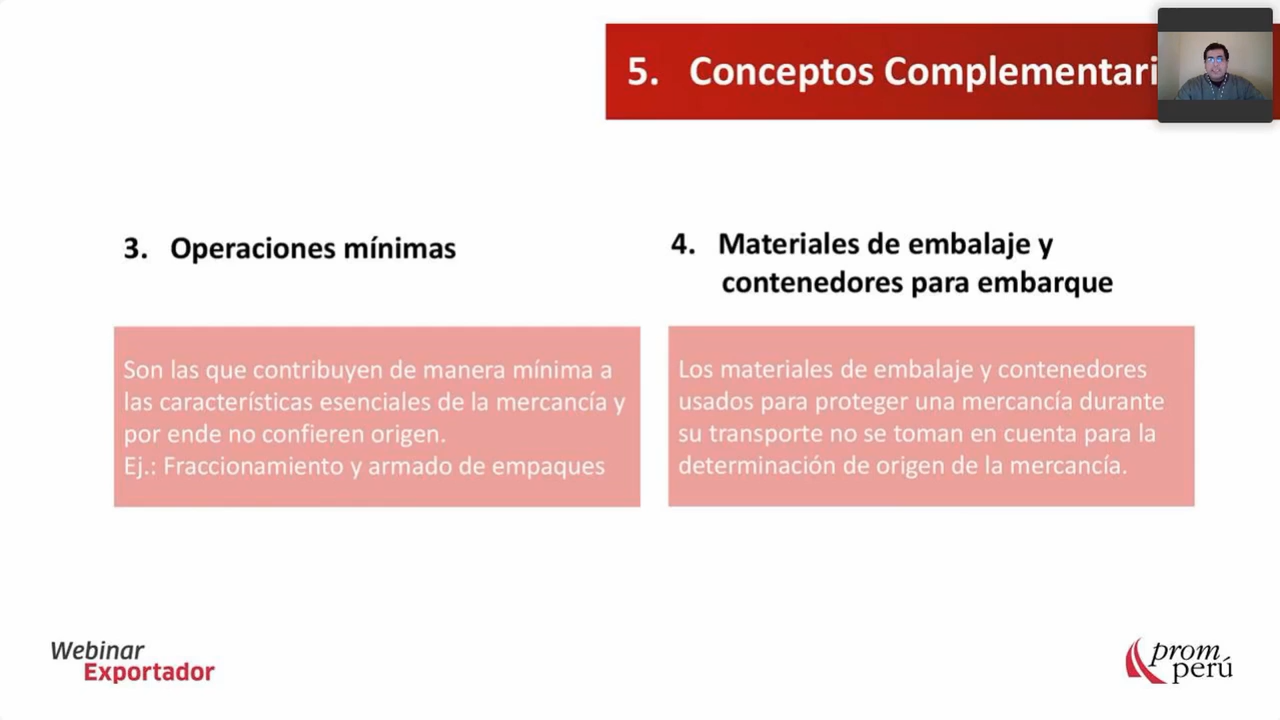 5. Conceptos Complementari
3. Operaciones mínimas
Son las que contribuyen de manera mínima a
las características esenciales de la mercancía y
por ende no confieren origen.
Ej.: Fraccionamiento y armado de empaques
4. Materiales de embalaje y
contenedores para embarque
Los materiales de embalaje y contenedores
usados para proteger una mercancía durante
su transporte no se toman en cuenta para la
determinación de origen de la mercancía.
Webinar
Exportador
prom
perú